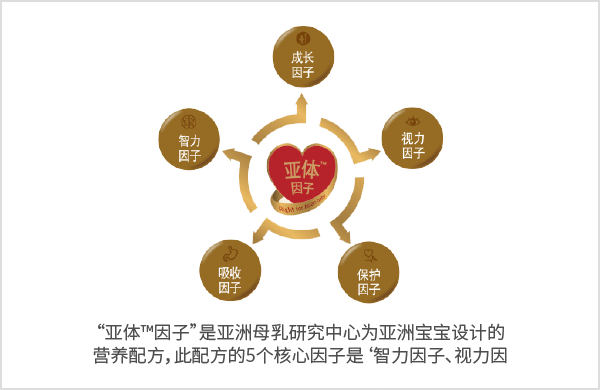 成长
因子
智力
因子
视力
因子
亚体™
因子
吸收
因子
保护
因子
“亚体™因子”是亚洲母乳研究中心为亚洲宝宝设计的
营养配方，此配方的5个核心因子是‘智力因子、视力因